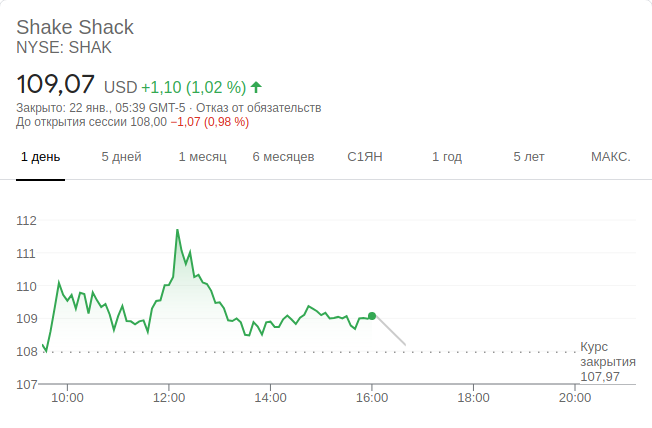 Shake Shack
NYSE: SHAK
109,07 USD +1,10 (1,02 %)
Закрыто: 22 янв., 05:39 GMT-5 · Отказ от обязательств
До открытия сессии 108,00 −1,07 (0,98 %)
1 день 5 дней 1 месяц 6 месяцев С1ЯН 1 год 5 лет МАКС.
112
111
110
109
108
107
Курс
закрытия
107,97
10:00 12:00 14:00 16:00 18:00 20:00